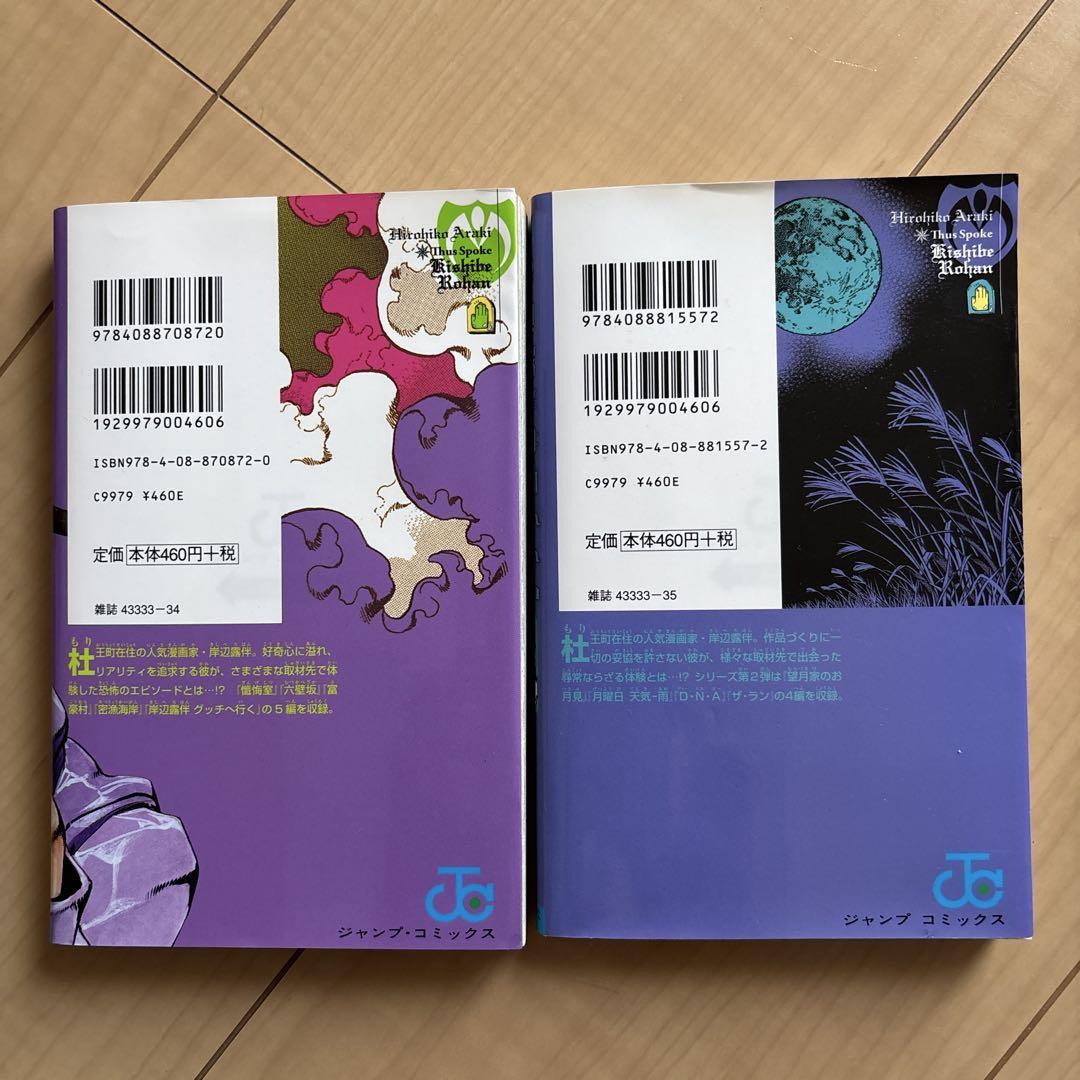 Hirohiko Araki
Thus Spoke
Kishibe
Rohan
9784088708720
1929979004606
ISBN978-4-08-870872-0
C9979 ¥460E
定価 本体460円+税
雑誌 43333-34
杜王町在住の人気漫画家・岸辺露伴。好奇心に溢れ、
リアリティを追求する彼が、さまざまな取材先で体
験した恐怖のエピソードとは…!? 『懺悔室』『六壁坂』『富
豪村』『密漁海岸』『岸辺露伴 グッチへ行く』の5編を収録。
ジャンプ・コミックス
Hirohiko Araki
Thus Spoke
Kishibe
Rohan
9784088815572
1929979004606
ISBN978-4-08-881557-2
C9979 ¥460E
定価 本体460円+税
雑誌 43333-35
杜王町在住の人気漫画家・岸辺露伴。作品づくりに一
切の妥協を許さない彼が、様々な取材先で出会った
尋常ならざる体験とは…!? シリーズ第2弾は『望月家のお
月見』『月曜日 天気-雨』『D・N・A』『ザ・ラン』の4編を収録。
ジャンプ コミックス